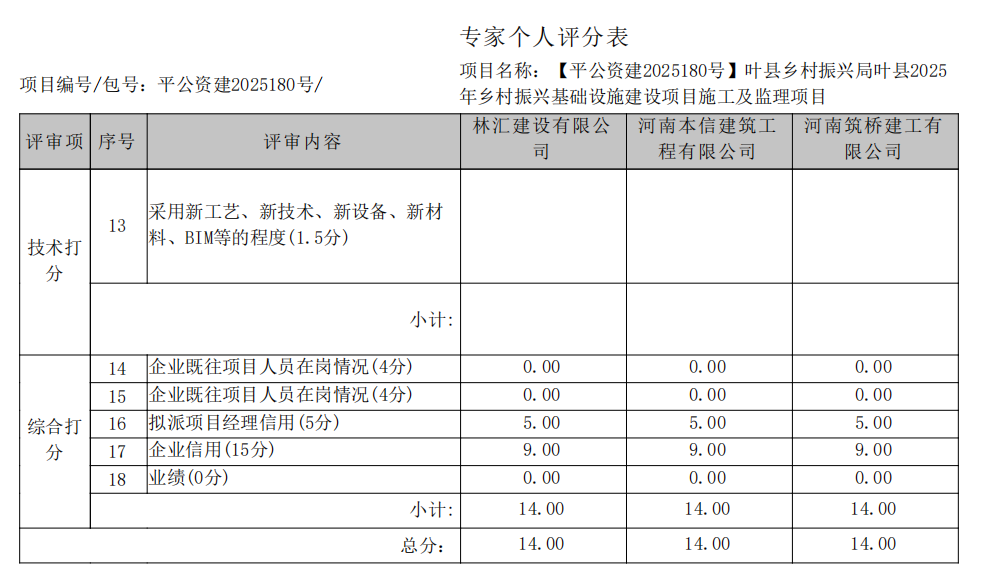 专家个人评分表
项目编号/包号：平公资建2025180号/
项目名称：【平公资建2025180号】叶县乡村振兴局叶县2025
年乡村振兴基础设施建设项目施工及监理项目
评审项 序号 评审内容 林汇建设有限公 河南本信建筑工 河南筑桥建工有
司 程有限公司 限公司
技术打
分
13
采用新工艺、新技术、新设备、新材
料、BIM等的程度(1.5分)
小计:
综合打
分
14 企业既往项目人员在岗情况(4分) 0.00 0.00 0.00
15 企业既往项目人员在岗情况(4分) 0.00 0.00 0.00
16 拟派项目经理信用(5分) 5.00 5.00 5.00
17 企业信用(15分) 9.00 9.00 9.00
18 业绩(0分) 0.00 0.00 0.00
小计: 14.00 14.00 14.00
总分： 14.00 14.00 14.00